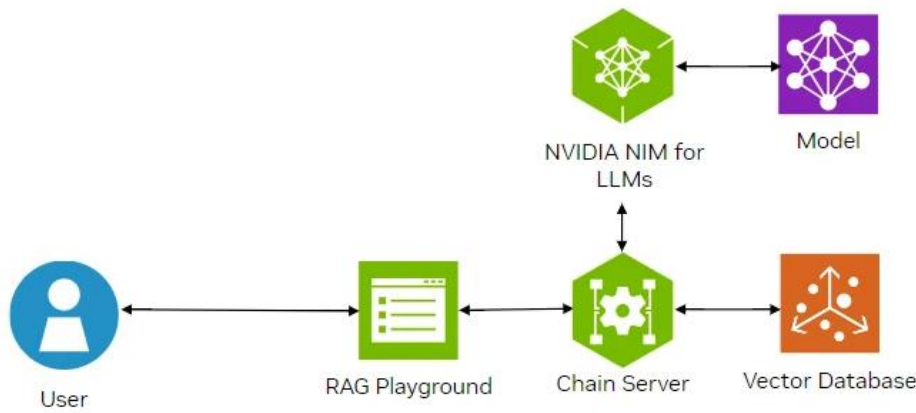 NVIDIA NIM for
LLMs
Model
User
RAG Playground
Chain Server
Vector Database